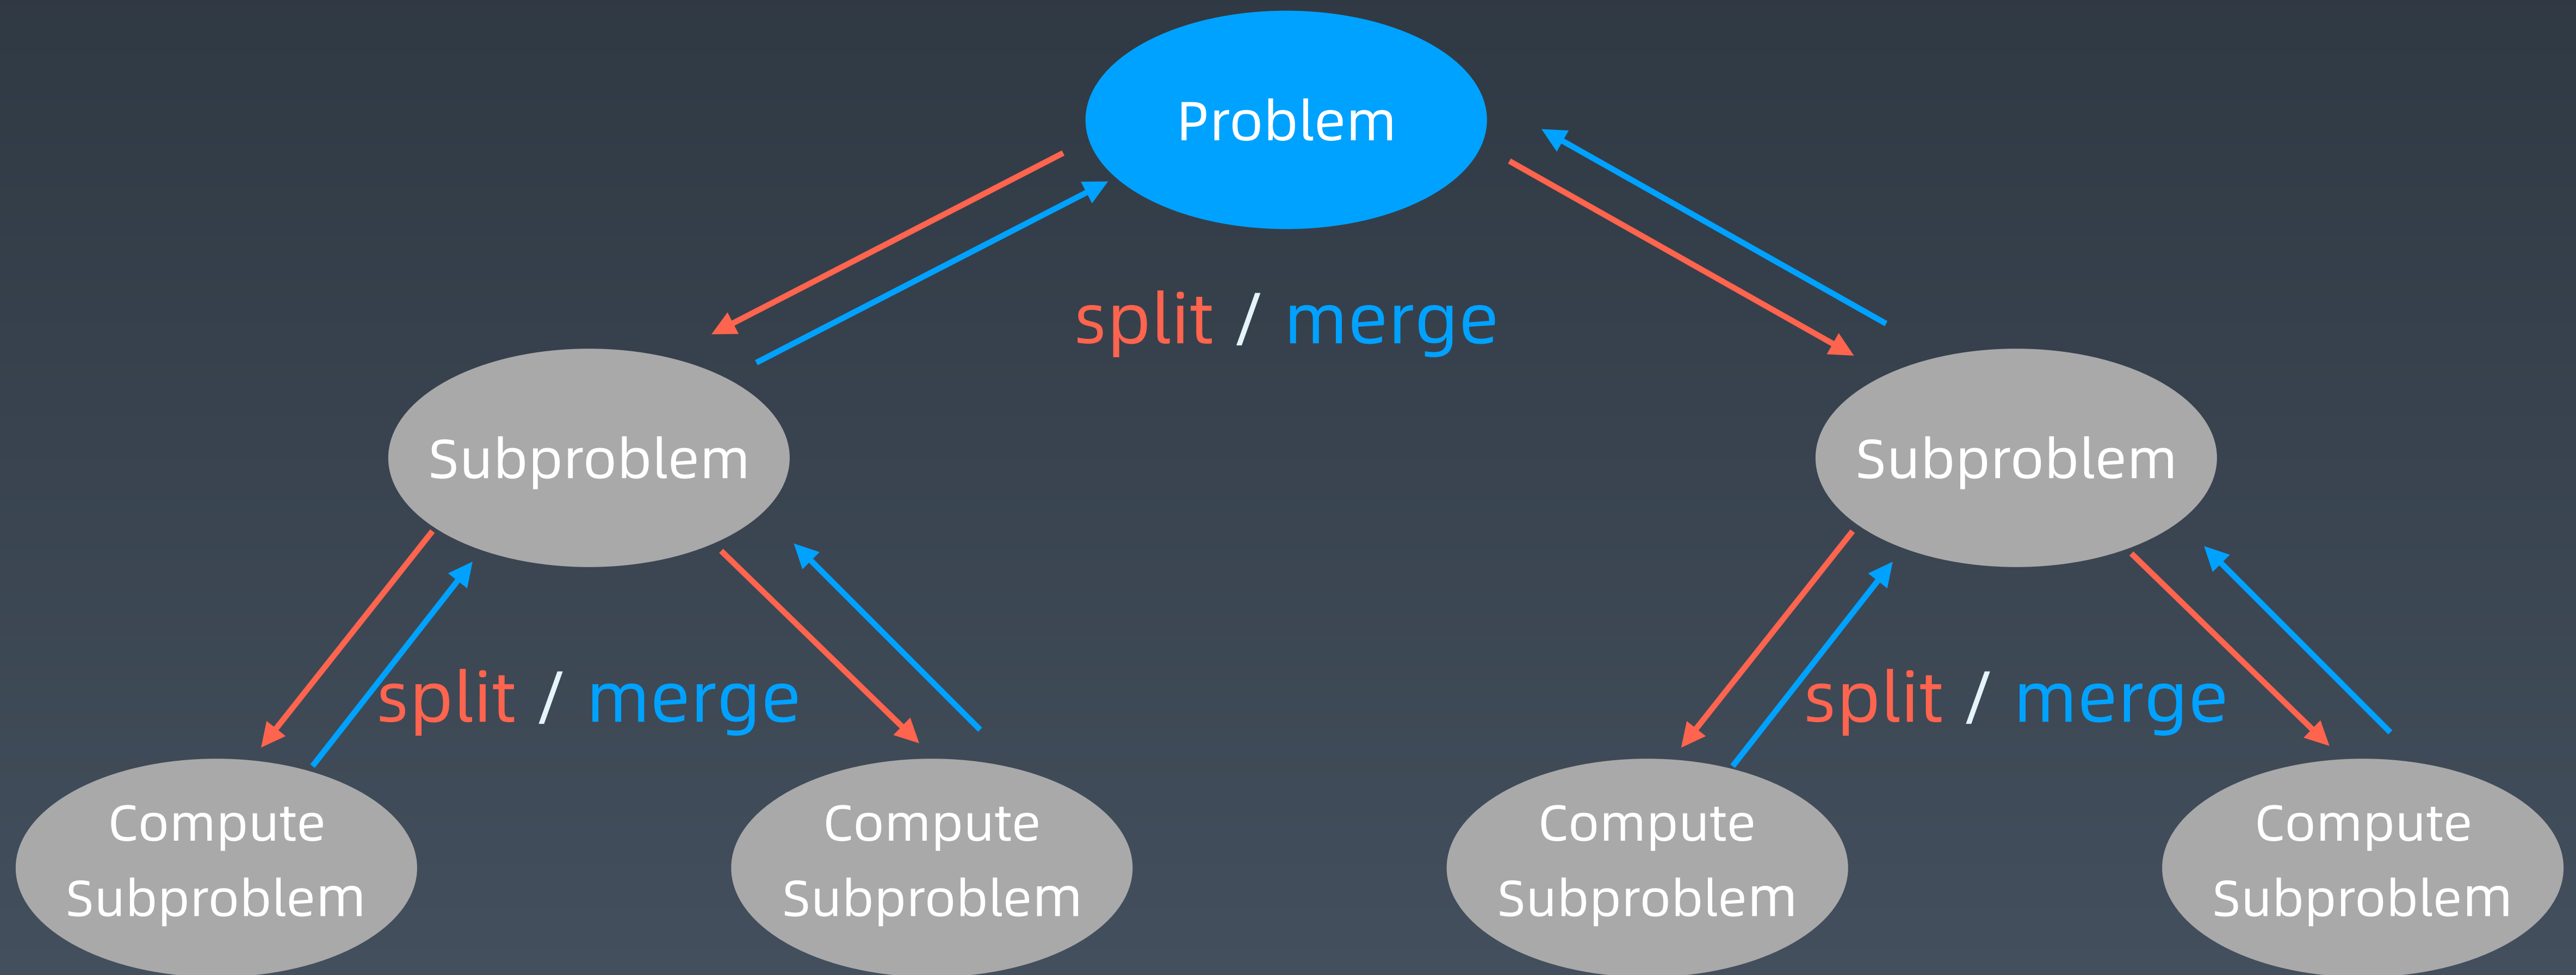 Problem
split / merge
Subproblem
Subproblem
split / merge
split / merge
Compute
Subproblem
Compute
Subproblem
Compute
Subproblem
Compute
Subproblem